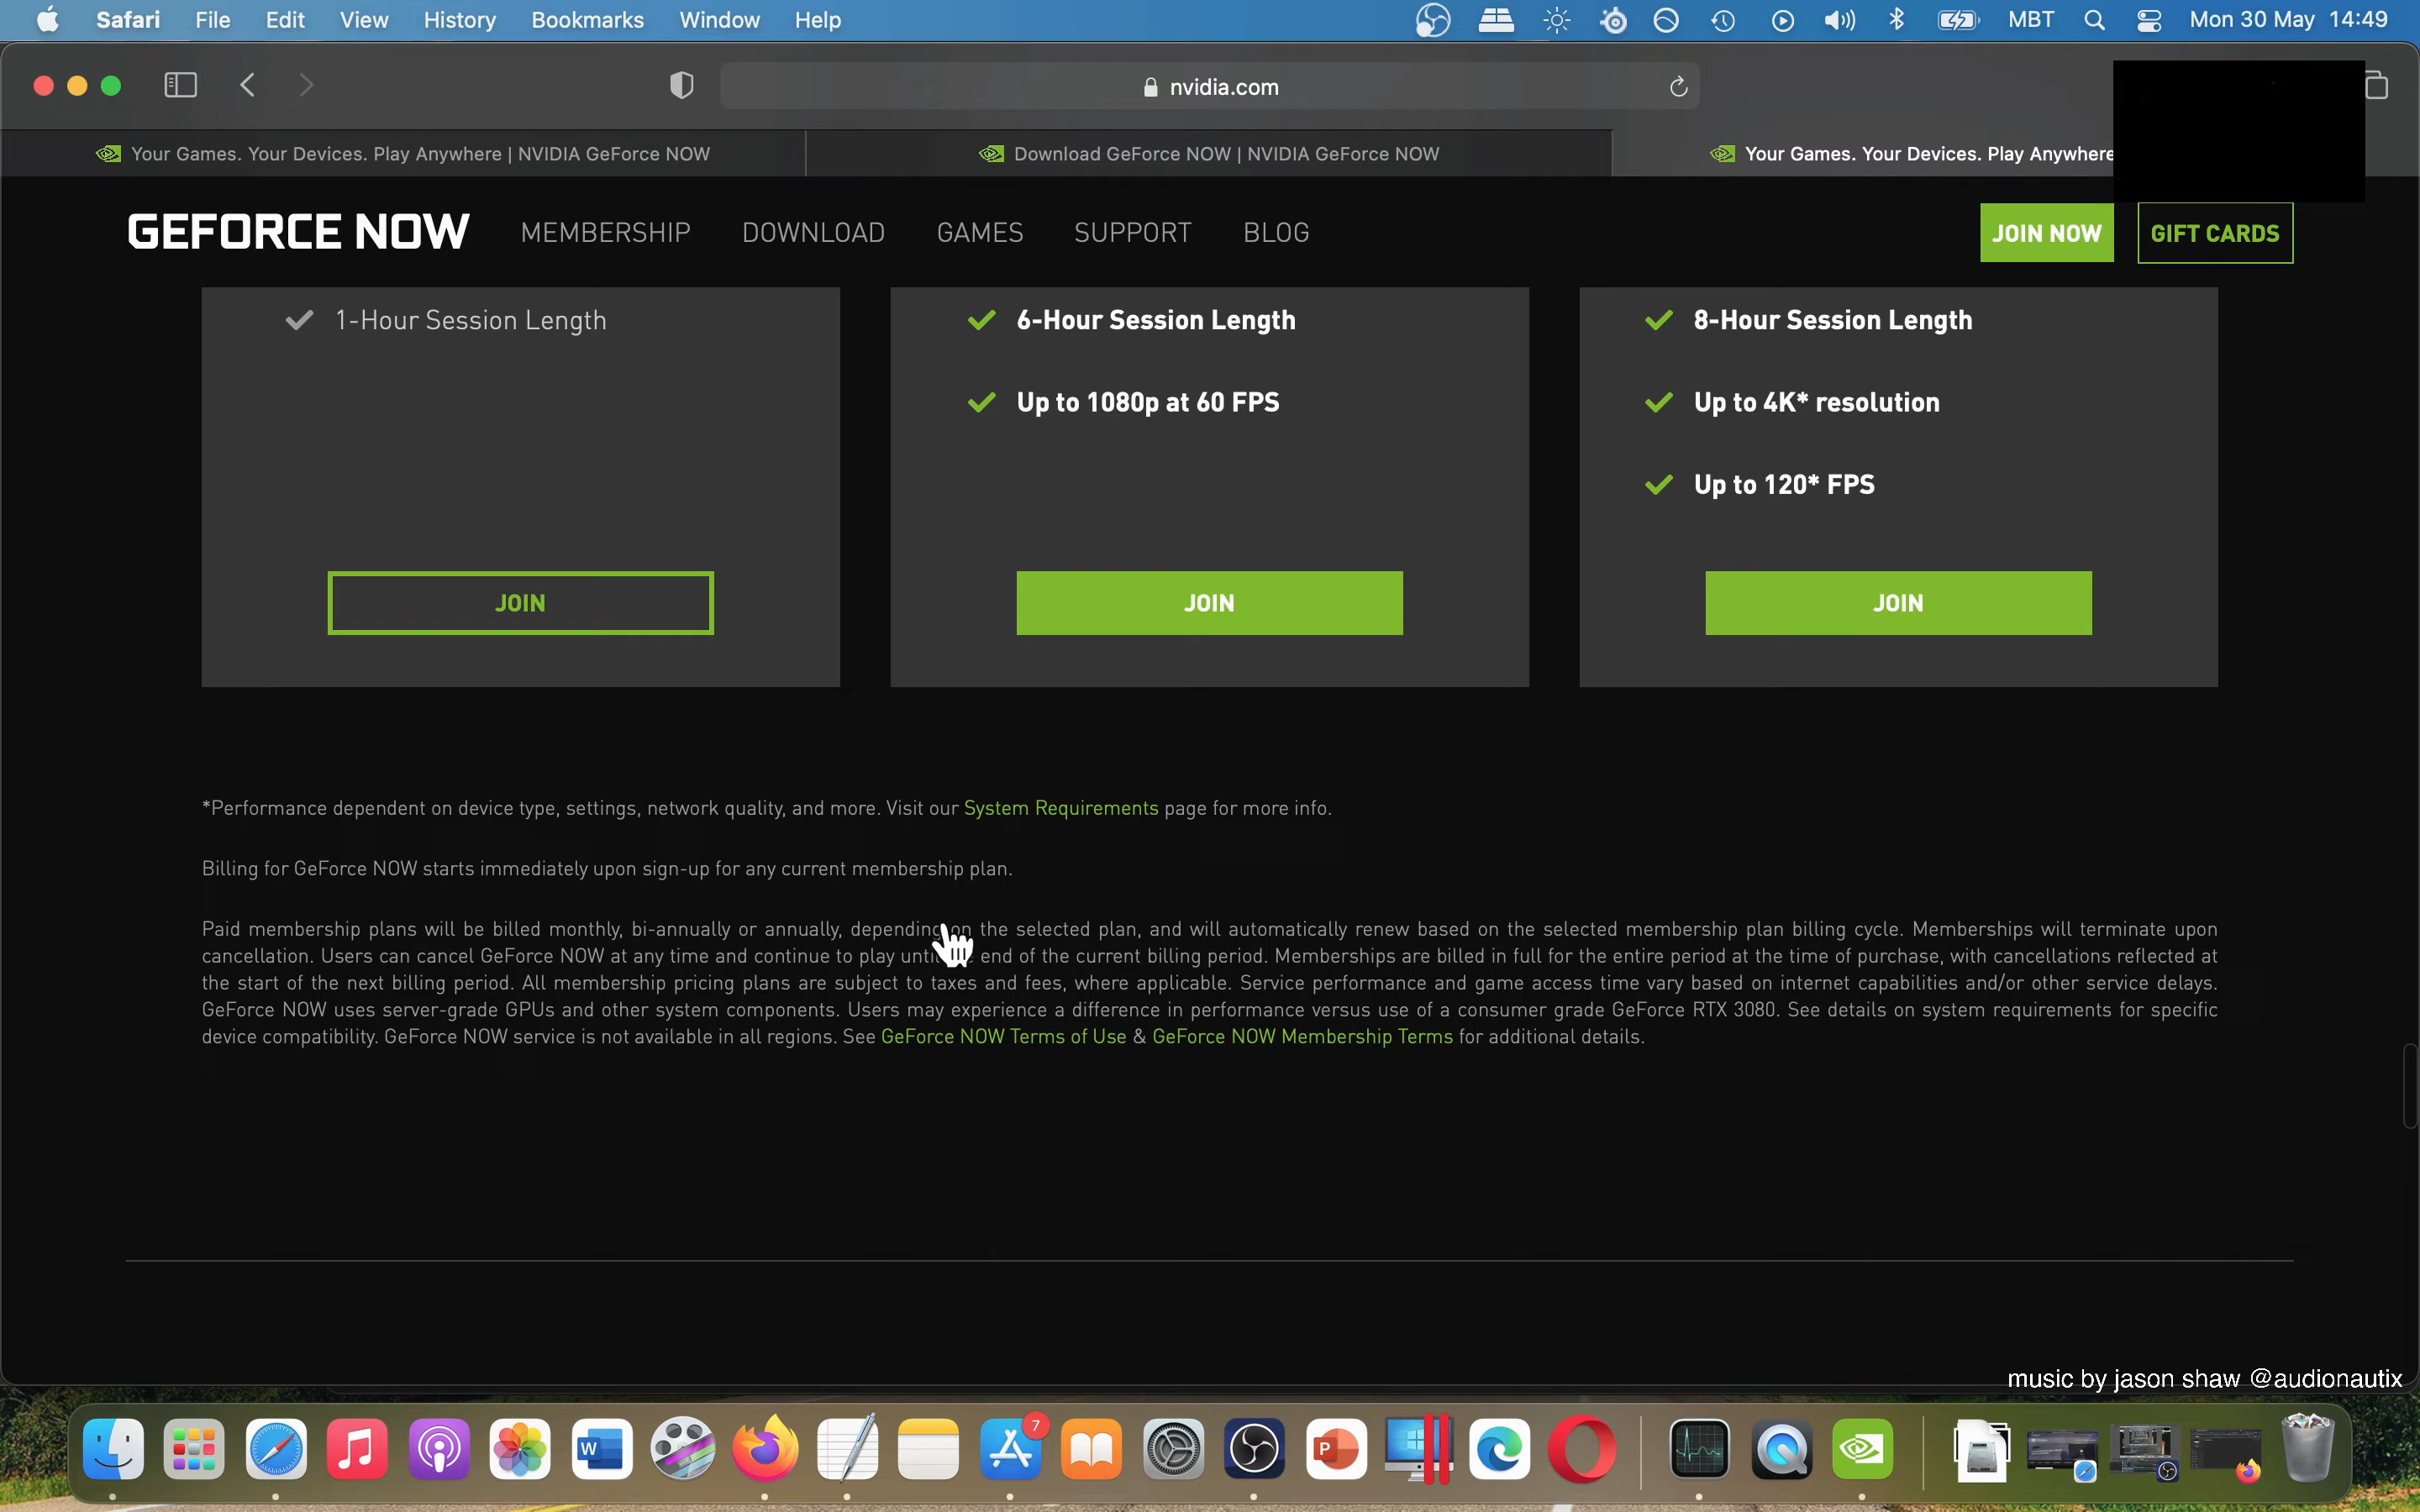 Safari File Edit View History Bookmarks Window Help MBT Mon 30 May 14:49
nvidia.com
Your Games. Your Devices. Play Anywhere | NVIDIA GeForce NOW
Download GeForce NOW | NVIDIA GeForce NOW
Your Games. Your Devices. Play Anywhere
GEFORCE NOW MEMBERSHIP DOWNLOAD GAMES SUPPORT BLOG JOIN NOW GIFT CARDS
1-Hour Session Length
JOIN
6-Hour Session Length
Up to 1080p at 60 FPS
JOIN
8-Hour Session Length
Up to 4K* resolution
Up to 120* FPS
JOIN
*Performance dependent on device type, settings, network quality, and more. Visit our System Requirements page for more info.
Billing for GeForce NOW starts immediately upon sign-up for any current membership plan.
Paid membership plans will be billed monthly, bi-annually or annually, depending on the selected plan, and will automatically renew based on the selected membership plan billing cycle. Memberships will terminate upon
cancellation. Users can cancel GeForce NOW at any time and continue to play end of the current billing period. Memberships are billed in full for the entire period at the time of purchase, with cancellations reflected at
the start of the next billing period. All membership pricing plans are subject to taxes and fees, where applicable. Service performance and game access time vary based on internet capabilities and/or other service delays.
GeForce NOW uses server-grade GPUs and other system components. Users may experience a difference in performance versus use of a consumer grade GeForce RTX 3080. See details on system requirements for specific
device compatibility. GeForce NOW service is not available in all regions. See GeForce NOW Terms of Use & GeForce NOW Membership Terms for additional details.
music by jason shaw @audionautix
W
7
P